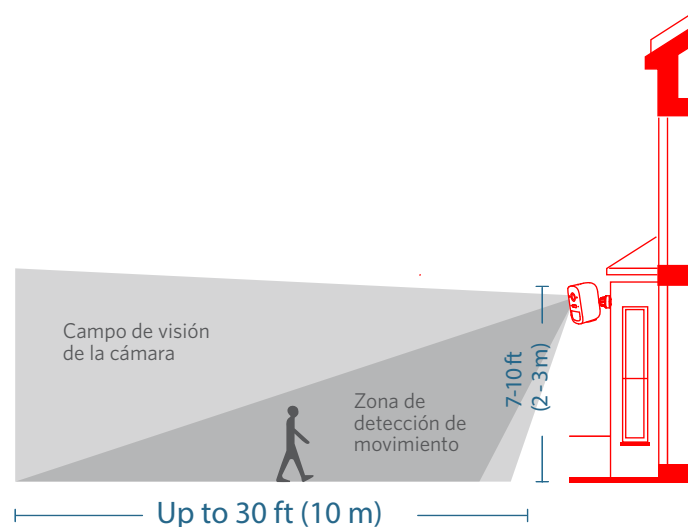 Campo de visión
de la cámara
Zona de
detección de
movimiento
7-10 ft
(2 - 3 m)
Up to 30 ft (10 m)